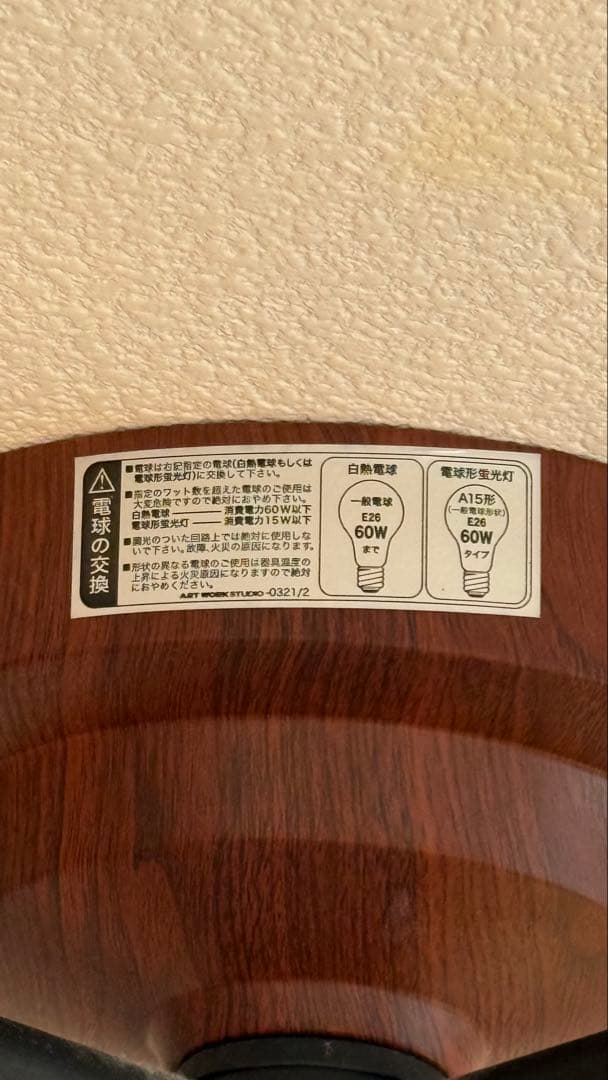 電球の交換
■電球は右記指定の電球(白熱電球もしくは
電球形蛍光灯)に交換して下さい。
■指定のワット数を超えた電球のご使用は
大変危険ですので絶対におやめ下さい。
白熱電球 ――― 消費電力60W以下
電球形蛍光灯 ―― 消費電力15W以下
■調光のついた回路上では絶対に使用しな
いで下さい。故障、火災の原因になります。
■形状の異なる電球のご使用は器具温度の
上昇による火災原因になりますので絶対
におやめください。
ART WORK STUDIO -0321/2
白熱電球
一般電球
E26
60W
まで
電球形蛍光灯
A15形
(一般電球形状)
E26
60W
タイプ